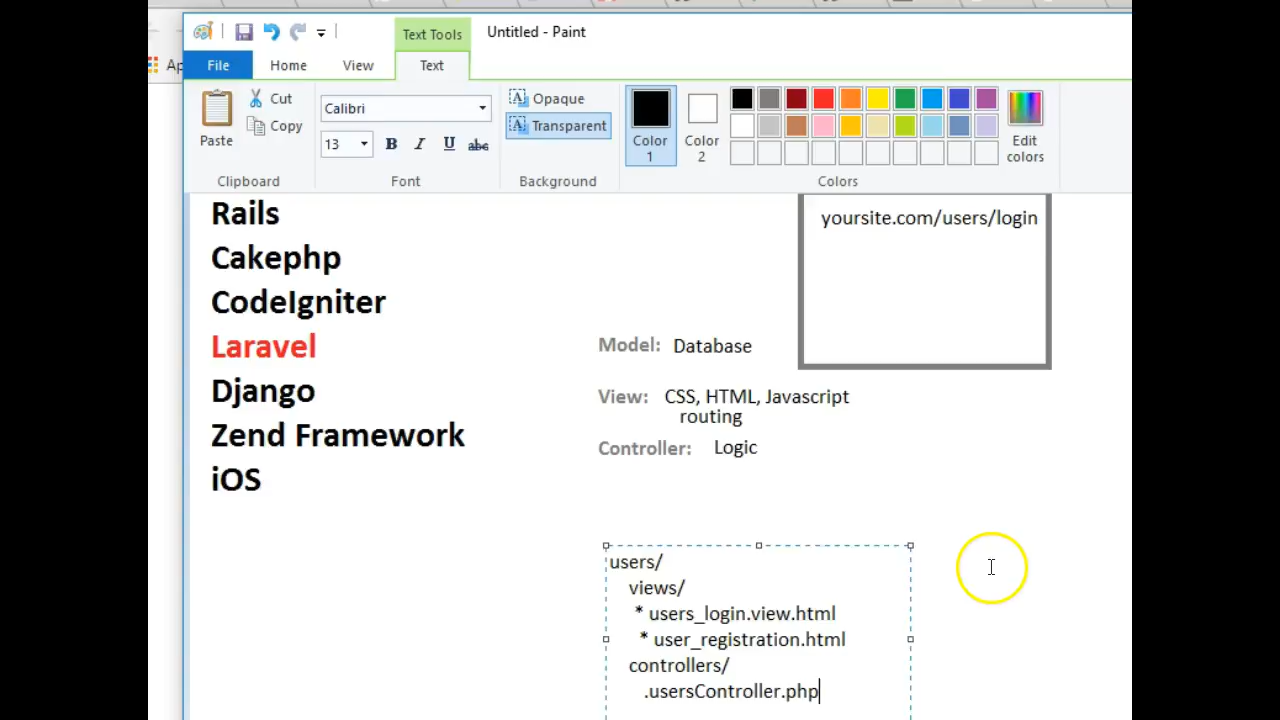 Text Tools
Untitled - Paint
Ap
File
Home
View
Text
Paste
Cut
Copy
Clipboard
Calibri
13
B
I
U
abc
Font
Opaque
Transparent
Background
Color 1
Color 2
Edit colors
Colors
Rails
Cakephp
CodeIgniter
Laravel
Django
Zend Framework
iOS
yoursite.com/users/login
Model: Database
View: CSS, HTML, Javascript
routing
Controller: Logic
users/
views/
* users_login.view.html
* user_registration.html
controllers/
.usersController.php